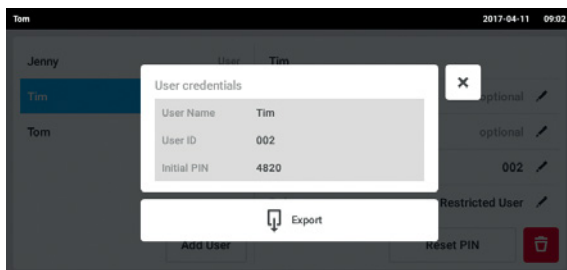 Tom 2017-04-11 09:02
Jenny User Tim
User credentials
Tim optional
User Name Tim
Tom User ID 002 optional
Initial PIN 4820 002
Restricted User
Export
Add User Reset PIN